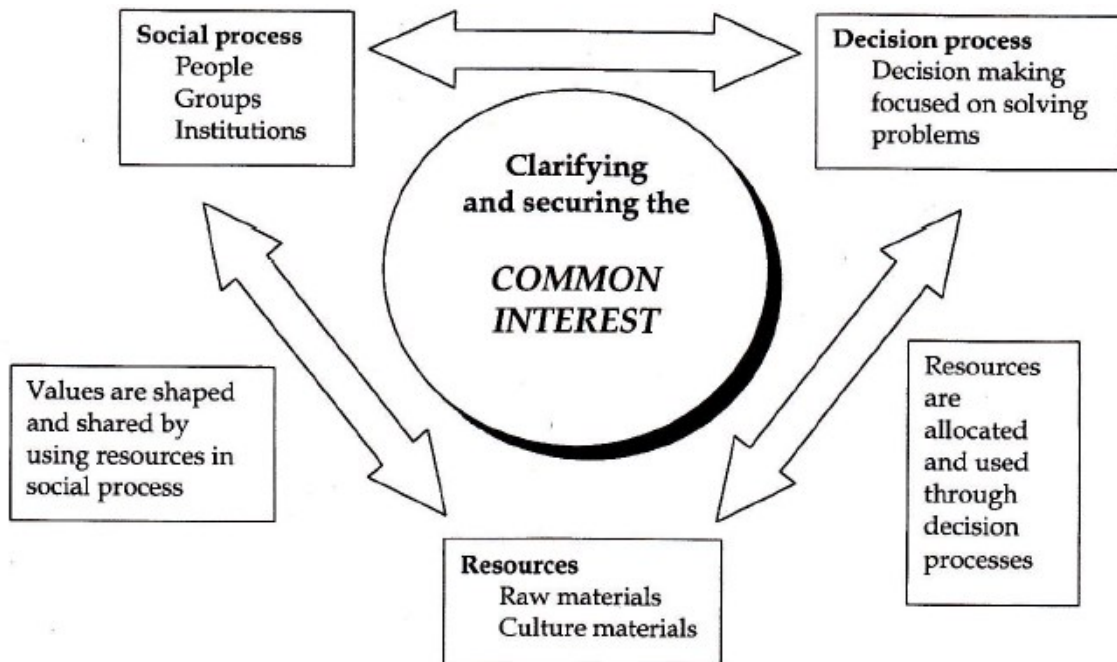 Social process
People
Groups
Institutions
Decision process
Decision making
focused on solving
problems
Clarifying
and securing the
COMMON
INTEREST
Values are shaped
and shared by
using resources in
social process
Resources
are
allocated
and used
through
decision
processes
Resources
Raw materials
Culture materials